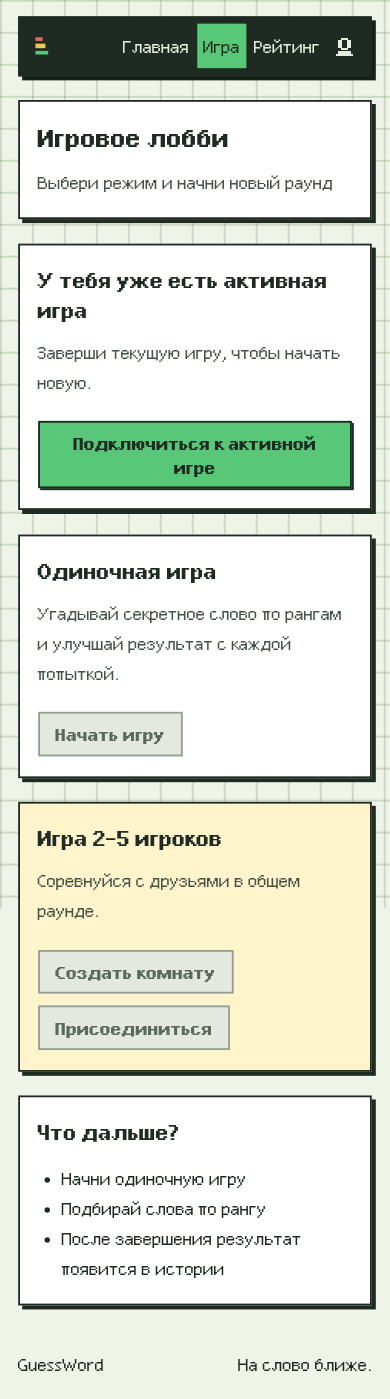 Главная Игра Рейтинг
Игровое лобби
Выбери режим и начни новый раунд
У тебя уже есть активная
игра
Заверши текущую игру, чтобы начать
новую.
Подключиться к активной
игре
Одиночная игра
Угадывай секретное слово по рангам
и улучшай результат с каждой
попыткой.
Начать игру
Игра 2–5 игроков
Соревнуйся с друзьями в общем
раунде.
Создать комнату
Присоединиться
Что дальше?
• Начни одиночную игру
• Подбирай слова по рангу
• После завершения результат
появится в истории
GuessWord На слово ближе.